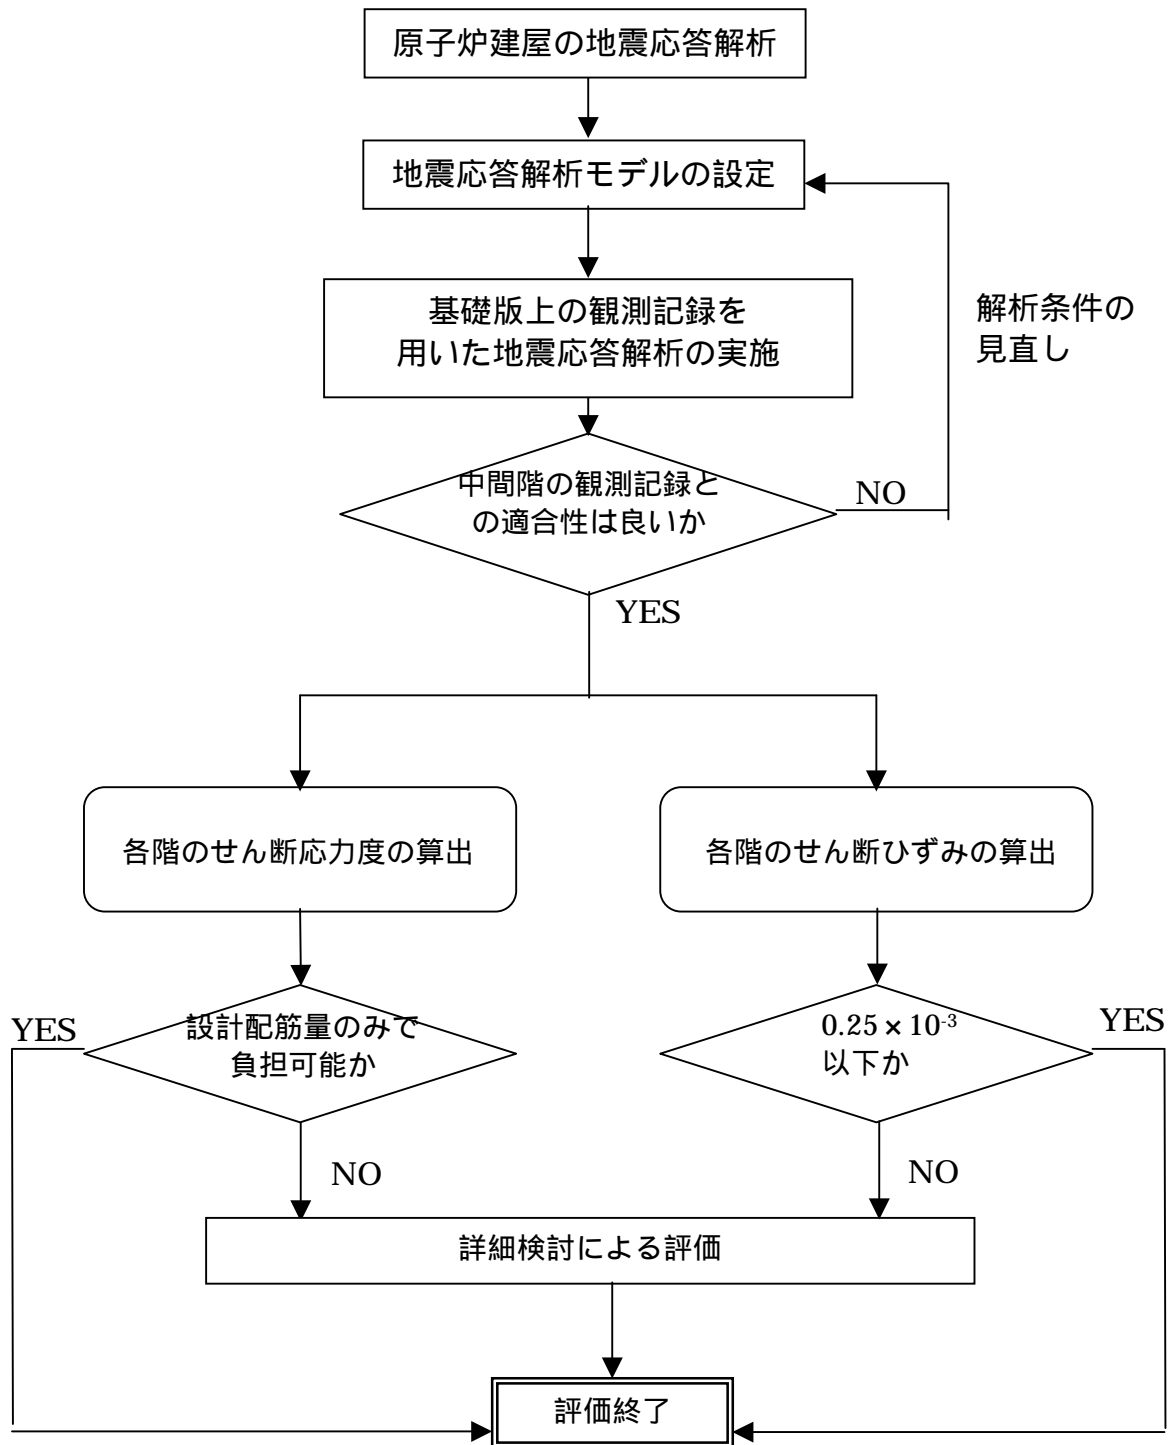 原子炉建屋の地震応答解析
地震応答解析モデルの設定
基礎版上の観測記録を
用いた地震応答解析の実施
解析条件の
見直し
中間階の観測記録と
の適合性は良いか
NO
YES
各階のせん断応力度の算出
各階のせん断ひずみの算出
YES
設計配筋量のみで
負担可能か
0.25×10-3
以下か
YES
NO
NO
詳細検討による評価
評価終了